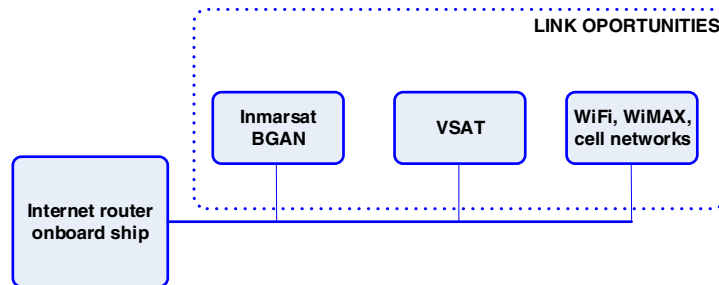 LINK OPORTUNITIES
Inmarsat
BGAN
VSAT
WiFi, WiMAX,
cell networks
Internet router
onboard ship